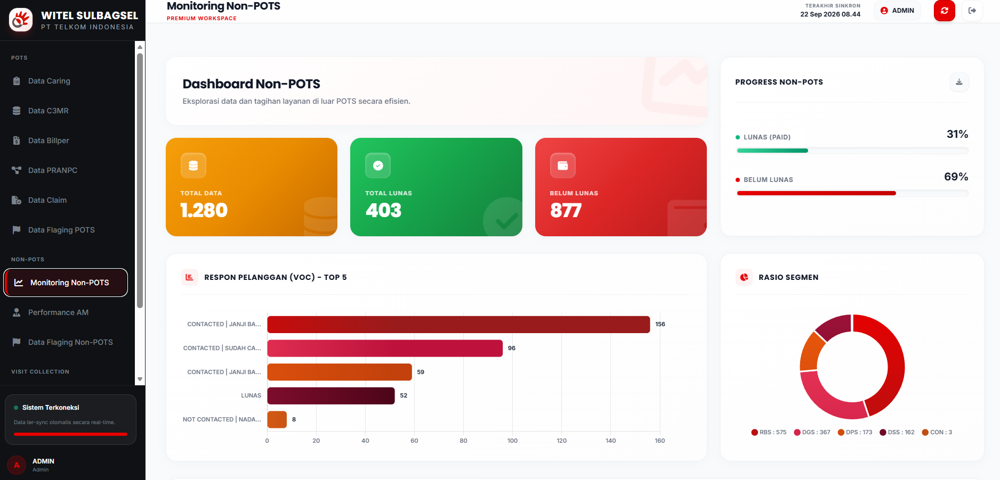 WITEL SULBAGSEL
PT TELKOM INDONESIA
POTS
Data Caring
Data C3MR
Data Billper
Data PRANPC
Data Claim
Data Flaging POTS
NON-POTS
Monitoring Non-POTS
Performance AM
Data Flaging Non-POTS
VISIT COLLECTION
Sistem Terkoneksi
Data ter-sync otomatis secara real-time.
A
ADMIN
Admin
Monitoring Non-POTS
PREMIUM WORKSPACE
TERAKHIR SINKRON
22 Sep 2026 08.44
ADMIN
Dashboard Non-POTS
Eksplorasi data dan tagihan layanan di luar POTS secara efisien.
TOTAL DATA
1.280
TOTAL LUNAS
403
BELUM LUNAS
877
PROGRESS NON-POTS
LUNAS (PAID)
31%
BELUM LUNAS
69%
RESPON PELANGGAN (VOC) - TOP 5
CONTACTED | JANJI BA... 156
CONTACTED | SUDAH CA... 96
CONTACTED | JANJI BA... 59
LUNAS 52
NOT CONTACTED | NADA... 8
0 20 40 60 80 100 120 140 160
RASIO SEGMEN
RBS : 575 DGS : 367 DPS : 173 DSS : 162 CON : 3